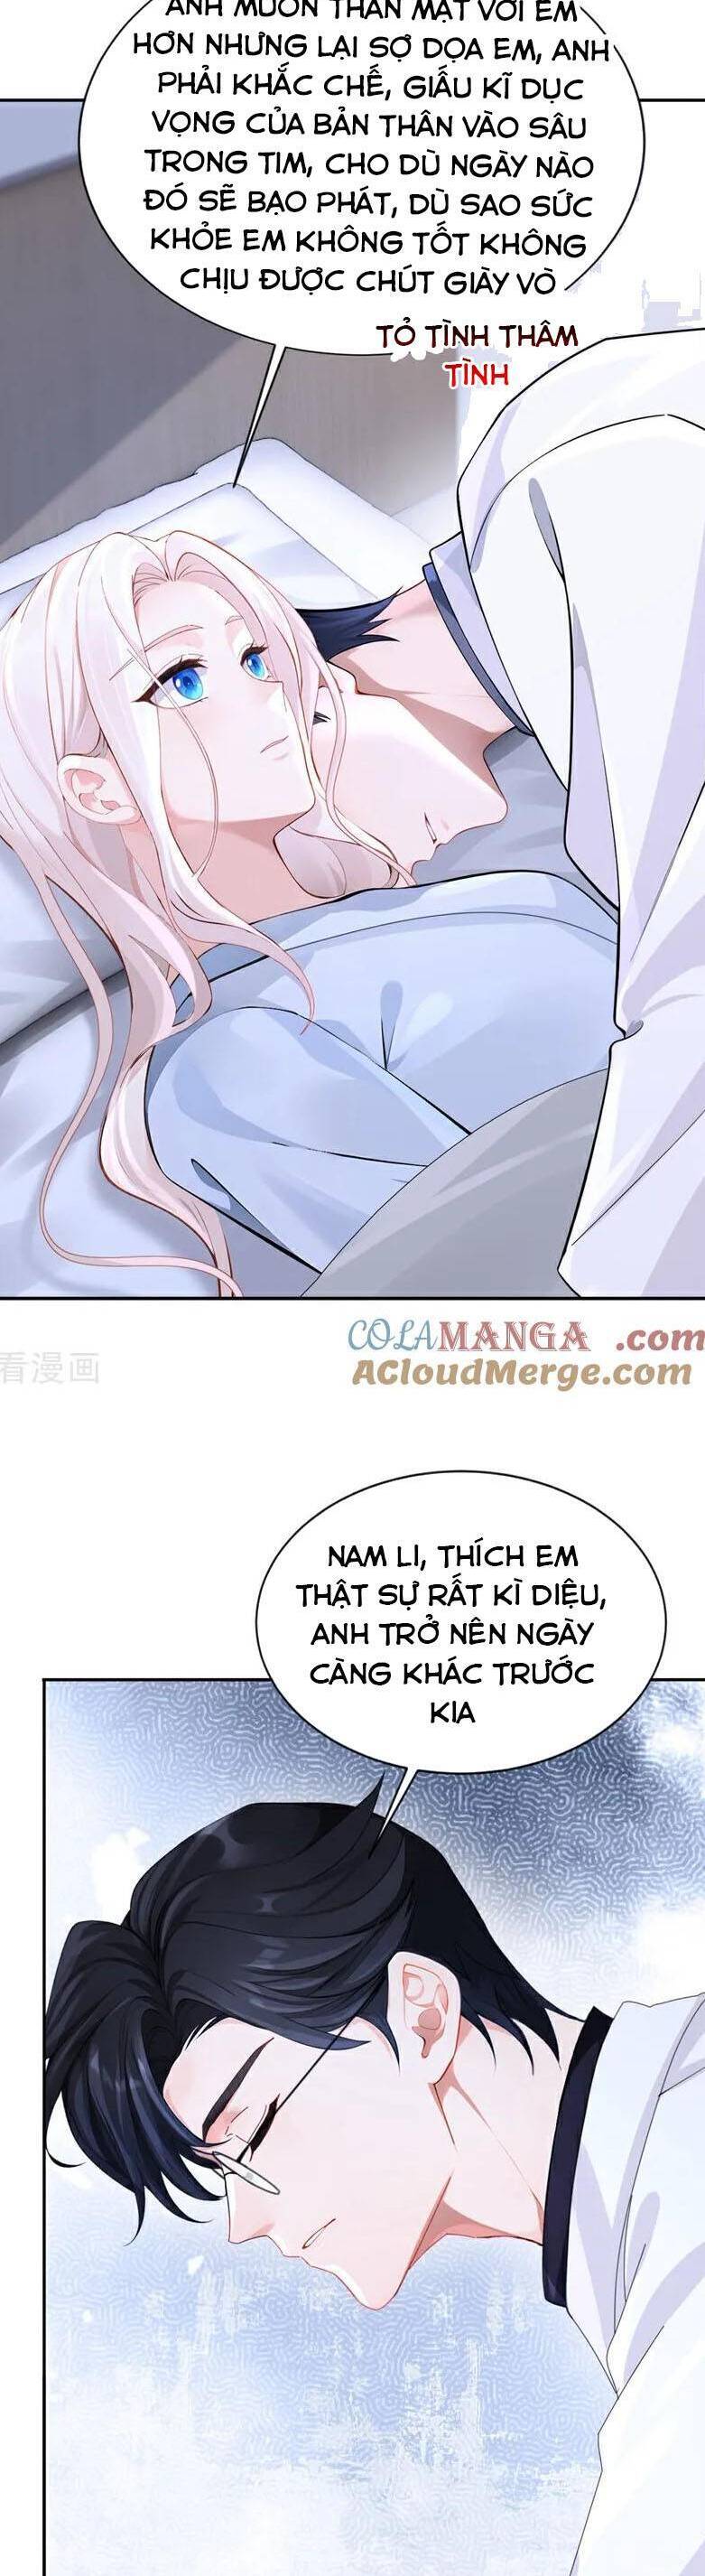 ANH MUỐN THÂN MẬT VỚI EM
HƠN NHƯNG LẠI SỢ DỌA EM, ANH
PHẢI KHẮC CHẾ, GIẤU KĨ DỤC
VỌNG CỦA BẢN THÂN VÀO SÂU
TRONG TIM, CHO DÙ NGÀY NÀO
ĐÓ SẼ BẠO PHÁT, DÙ SAO SỨC
KHỎE EM KHÔNG TỐT KHÔNG
CHỊU ĐƯỢC CHÚT GIÀY VÒ
TỎ TÌNH THÂM
TÌNH
COLAMANGA.com
看漫画
ACloudMerge.com
NAM LI, THÍCH EM
THẬT SỰ RẤT KÌ DIỆU,
ANH TRỞ NÊN NGÀY
CÀNG KHÁC TRƯỚC
KIA